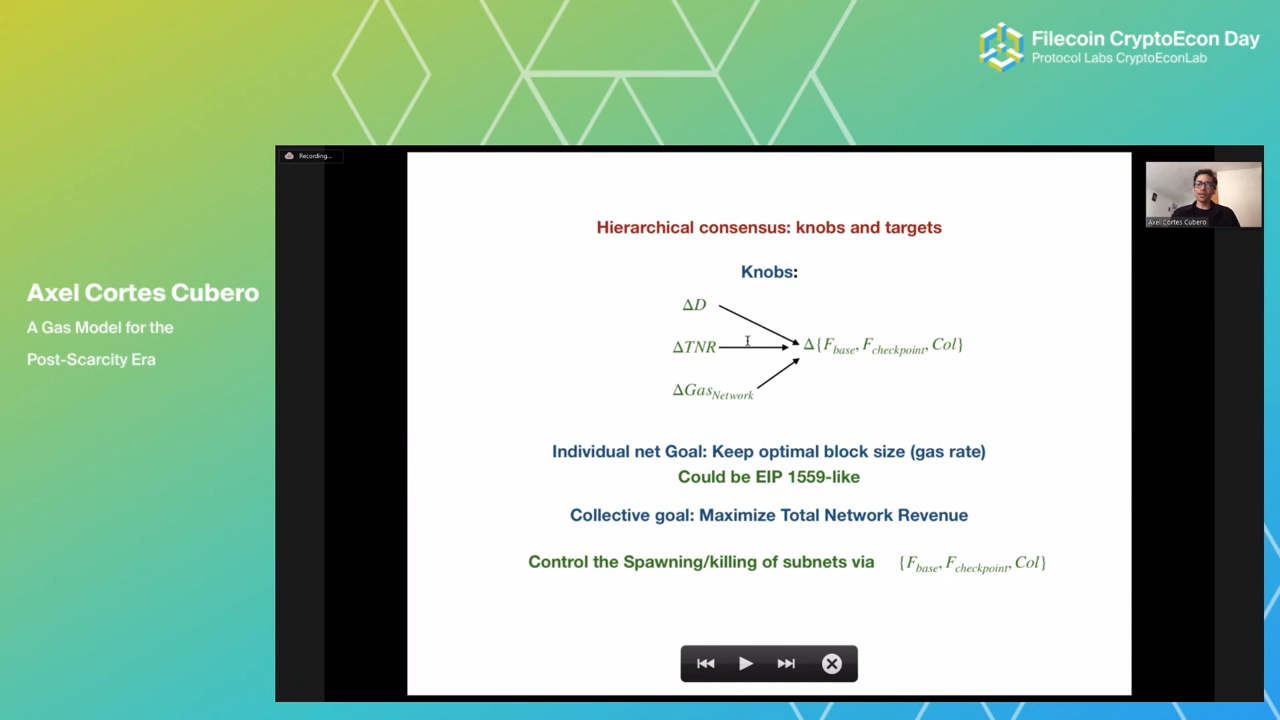 Filecoin CryptoEcon Day
Protocol Labs CryptoEconLab
Recording...
Axel Cortes Cubero
Axel Cortes Cubero
A Gas Model for the
Post-Scarcity Era
Hierarchical consensus: knobs and targets
Knobs:
ΔD
ΔTNR
Δ{F_base, F_checkpoint, Col}
ΔGas_Network
Individual net Goal: Keep optimal block size (gas rate)
Could be EIP 1559-like
Collective goal: Maximize Total Network Revenue
Control the Spawning/killing of subnets via {F_base, F_checkpoint, Col}